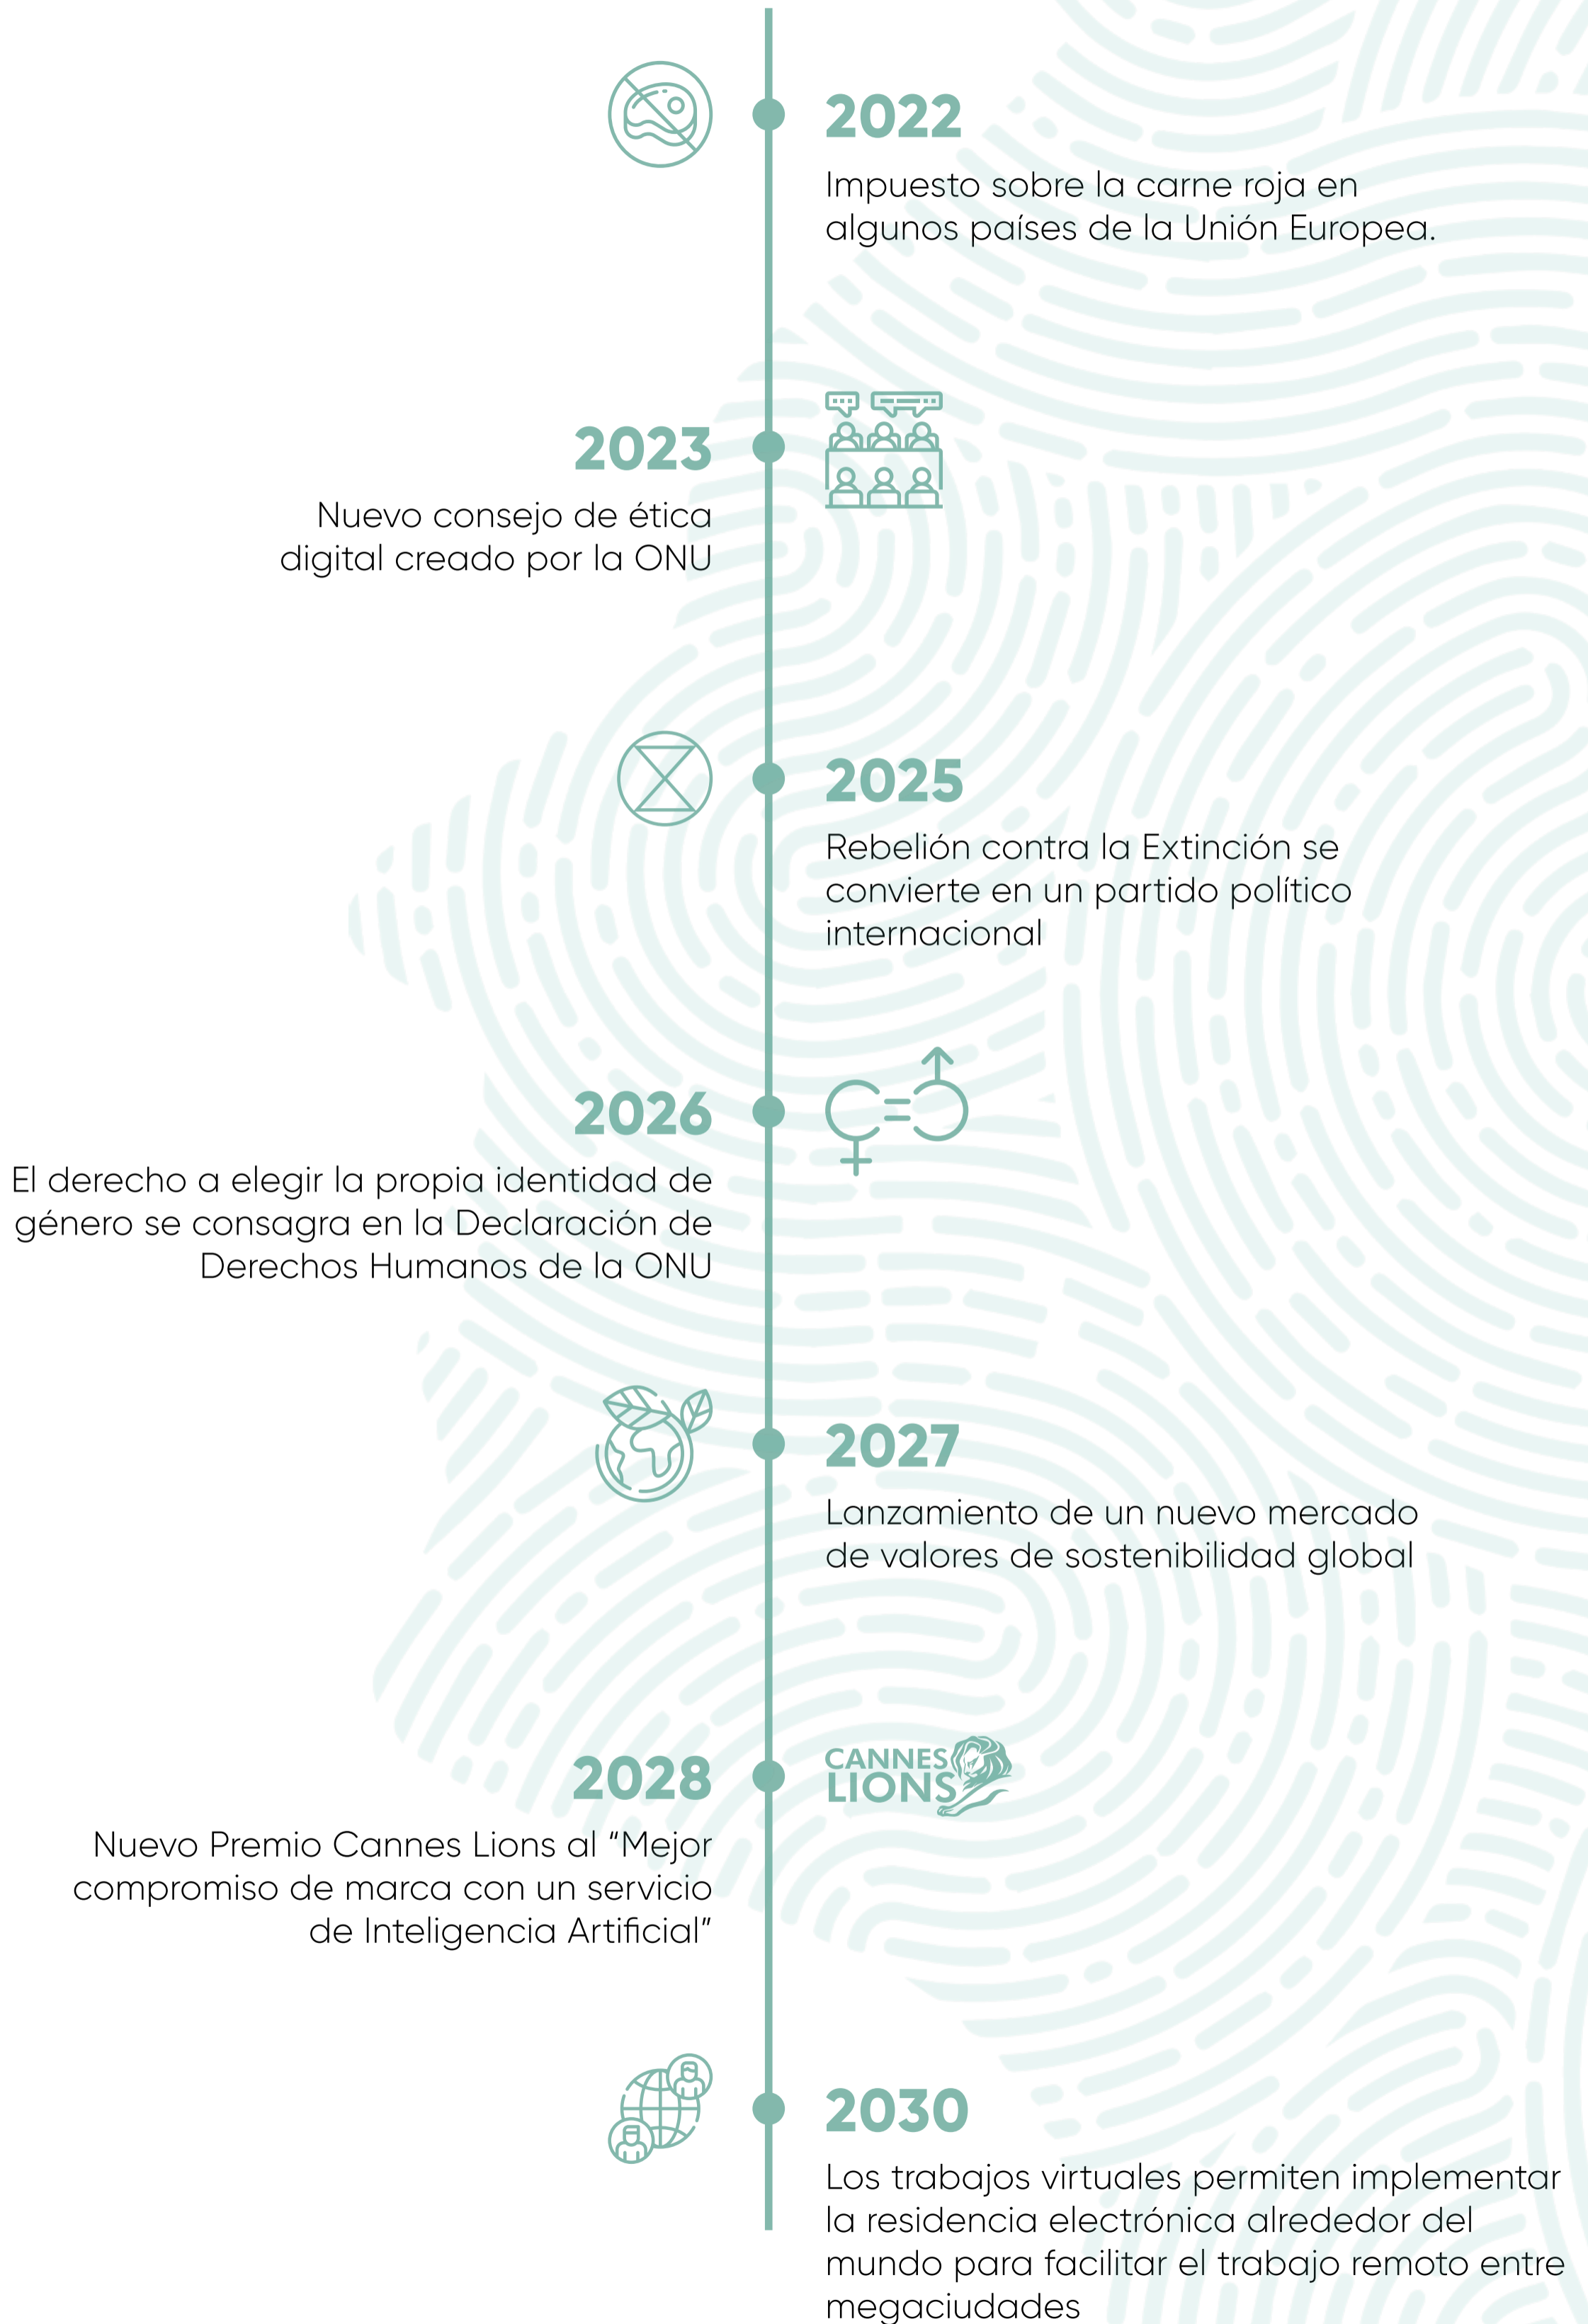 2022
Impuesto sobre la carne roja en
algunos países de la Unión Europea.
2023
Nuevo consejo de ética
digital creado por la ONU
2025
Rebelión contra la Extinción se
convierte en un partido político
internacional
2026
El derecho a elegir la propia identidad de
género se consagra en la Declaración de
Derechos Humanos de la ONU
2027
Lanzamiento de un nuevo mercado
de valores de sostenibilidad global
CANNES
LIONS
2028
Nuevo Premio Cannes Lions al “Mejor
compromiso de marca con un servicio
de Inteligencia Artificial”
2030
Los trabajos virtuales permiten implementar
la residencia electrónica alrededor del
mundo para facilitar el trabajo remoto entre
megaciudades